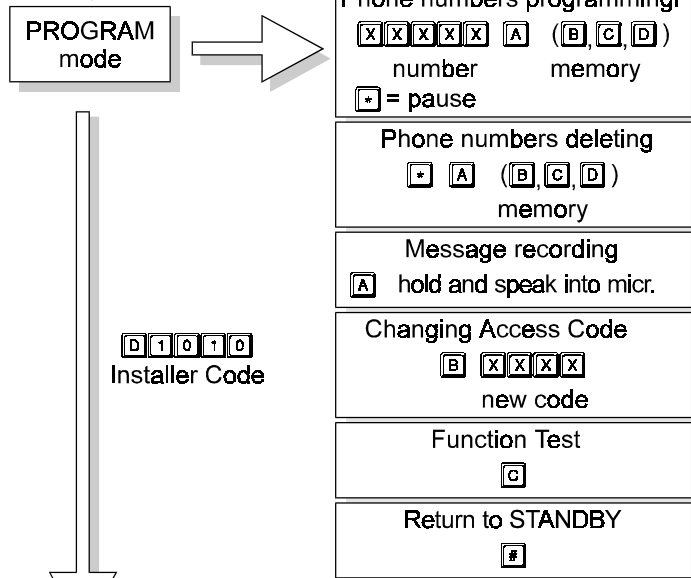 PROGRAM
mode
Phone numbers programming:
X X X X X A (B, C, D)
number memory
* = pause
Phone numbers deleting
* A (B, C, D)
memory
Message recording
A hold and speak into micr.
Changing Access Code
B X X X X
new code
Function Test
C
Return to STANDBY
#
D 1 0 1 0
Installer Code